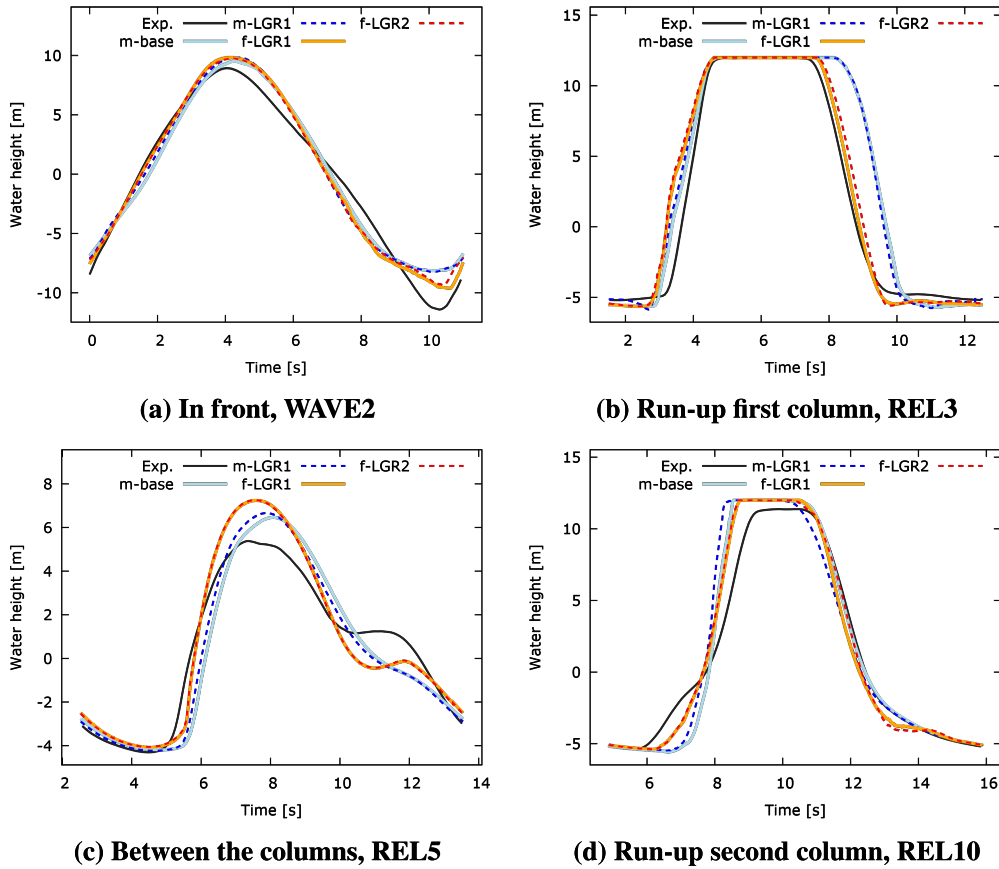 Exp. m-LGR1 f-LGR2
m-base f-LGR1
10
5
0
-5
-10
Water height [m]
0 2 4 6 8 10
Time [s]
(a) In front, WAVE2
Exp. m-LGR1 f-LGR2
m-base f-LGR1
15
10
5
0
-5
Water height [m]
2 4 6 8 10 12
Time [s]
(b) Run-up first column, REL3
Exp. m-LGR1 f-LGR2
m-base f-LGR1
8
6
4
2
0
-2
-4
Water height [m]
2 4 6 8 10 12 14
Time [s]
(c) Between the columns, REL5
Exp. m-LGR1 f-LGR2
m-base f-LGR1
15
10
5
0
-5
Water height [m]
6 8 10 12 14 16
Time [s]
(d) Run-up second column, REL10